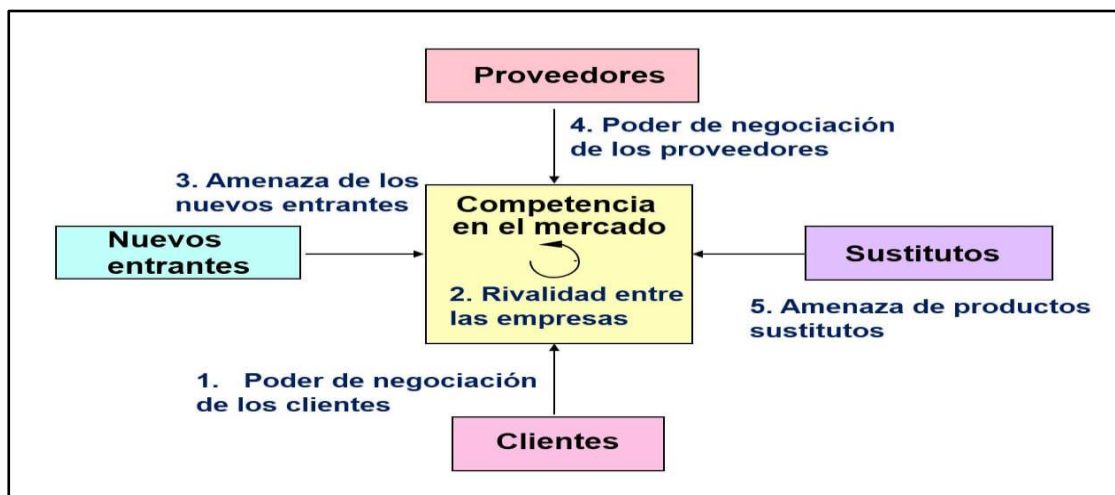 Proveedores
4. Poder de negociación
de los proveedores
3. Amenaza de los
nuevos entrantes
Competencia
en el mercado
Nuevos
entrantes
Sustitutos
2. Rivalidad entre
las empresas
5. Amenaza de productos
sustitutos
1. Poder de negociación
de los clientes
Clientes